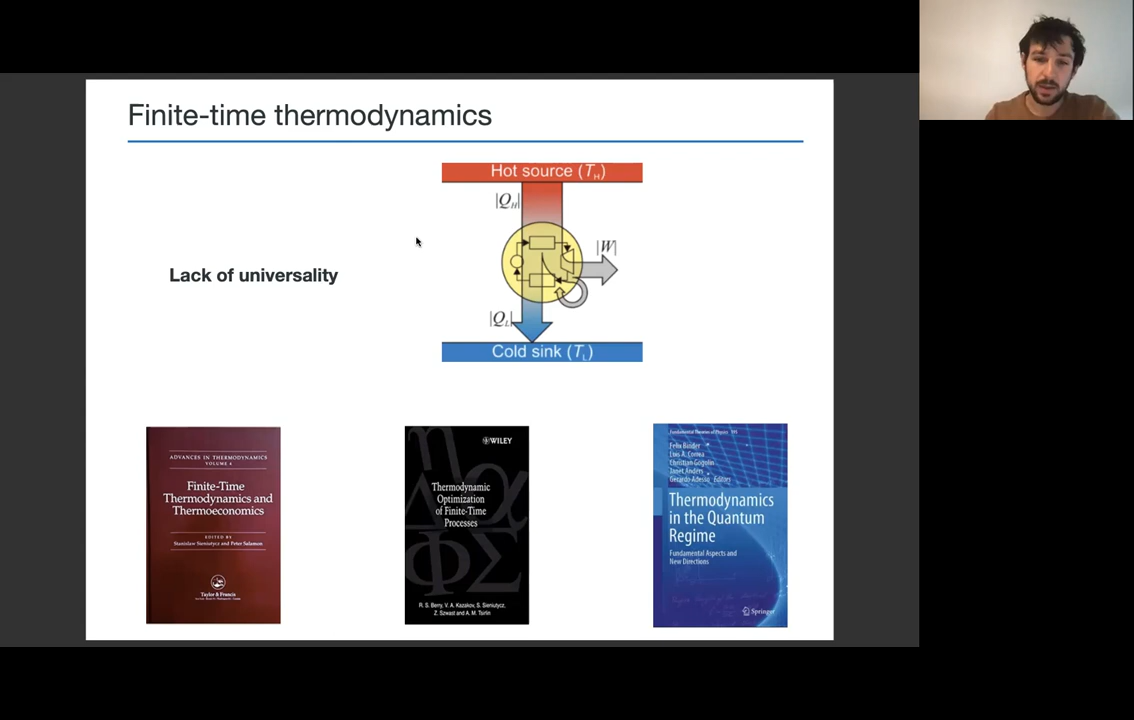 Finite-time thermodynamics
Hot source (T_H)
|Q_H|
|W|
Lack of universality
|Q_L|
Cold sink (T_L)
ADVANCES IN THERMODYNAMICS
VOLUME 4
Finite-Time
Thermodynamics and
Thermoeconomics
EDITED BY
Stanislaw Sieniutycz and Peter Salamon
Taylor & Francis
WILEY
Thermodynamic
Optimization
of Finite-Time
Processes
R. S. Berry, V. A. Kazakov, S. Sieniutycz,
Z. Szwast and A. M. Tsirlin
Fundamental Theories of Physics 195
Felix Binder
Luis A. Correa
Christian Gogolin
Janet Anders
Gerardo Adesso Editors
Thermodynamics
in the Quantum
Regime
Fundamental Aspects and
New Directions
Springer